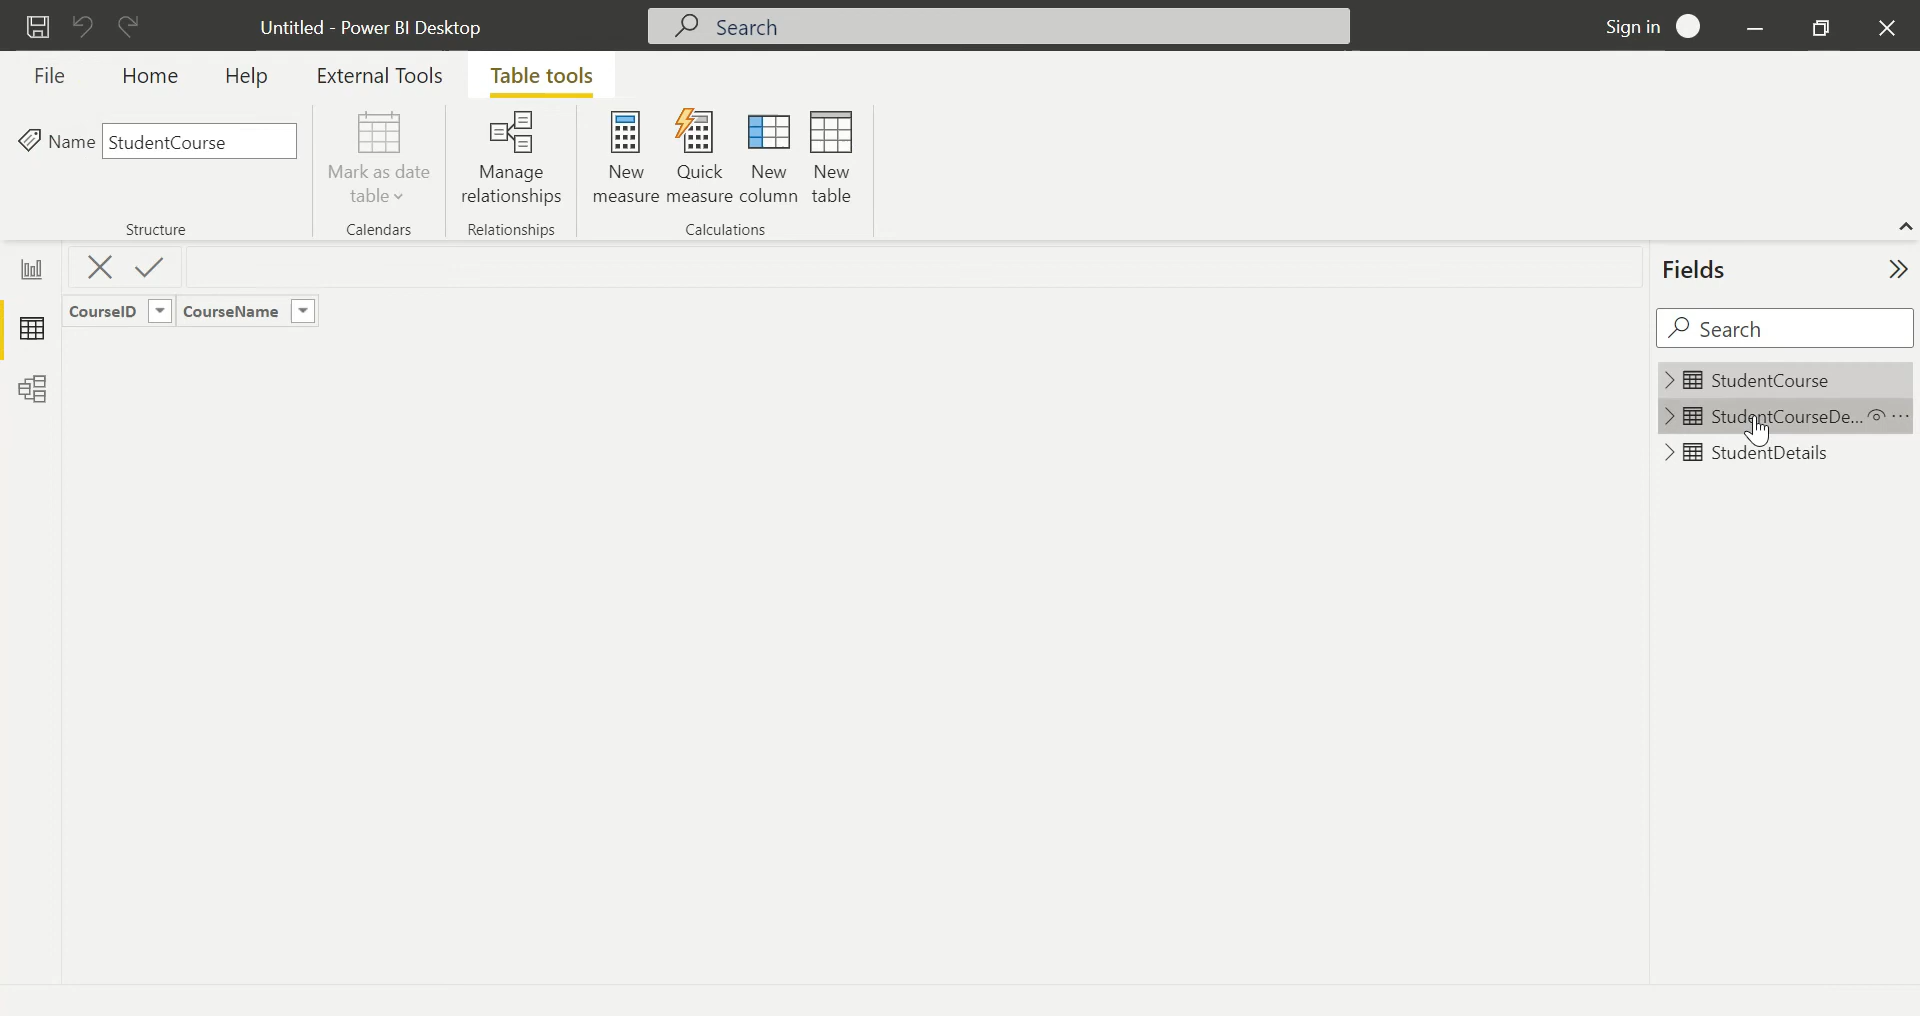 Untitled - Power BI Desktop
Search
Sign in
File
Home
Help
External Tools
Table tools
Name
StudentCourse
Mark as date
table
Manage
relationships
New
measure
Quick
measure
New
column
New
table
Structure
Calendars
Relationships
Calculations
CourseID
CourseName
Fields
Search
StudentCourse
StudentCourseDe...
StudentDetails